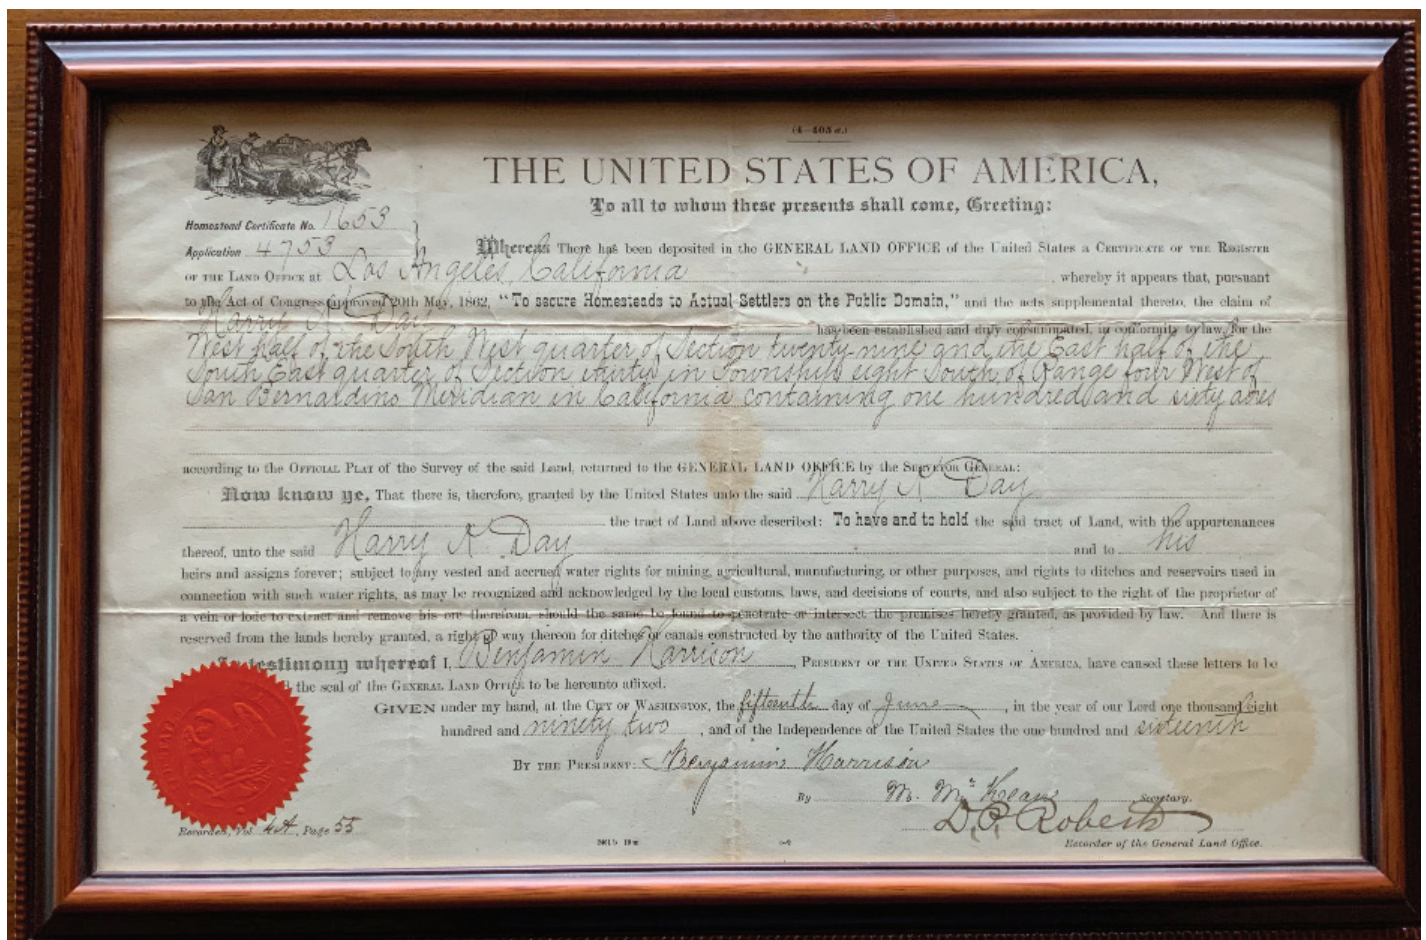 (4—403 a.)
THE UNITED STATES OF AMERICA,
To all to whom these presents shall come, Greeting:
Homestead Certificate No. 1653
Application 4753
Whereas There has been deposited in the GENERAL LAND OFFICE of the United States a CERTIFICATE OF THE REGISTER
OF THE LAND OFFICE AT Los Angeles, California, whereby it appears that, pursuant
to the Act of Congress approved 20th May, 1862, "To secure Homesteads to Actual Settlers on the Public Domain," and the acts supplemental thereto, the claim of
Harry A. Day has been established and duly consummated, in conformity to law, for the
West half of the South West quarter of Section twenty nine and the East half of the
South East quarter of Section thirty in Township eight South of Range four West of
San Bernardino Meridian in California containing one hundred and sixty acres
according to the OFFICIAL PLAT of the Survey of the said Land, returned to the GENERAL LAND OFFICE by the SURVEYOR GENERAL:
Now know ye, That there is, therefore, granted by the United States unto the said Harry A Day
the tract of Land above described: To have and to hold the said tract of Land, with the appurtenances
thereof, unto the said Harry A Day and to his
heirs and assigns forever; subject to any vested and accrued water rights for mining, agricultural, manufacturing, or other purposes, and rights to ditches and reservoirs used in
connection with such water rights, as may be recognized and acknowledged by the local customs, laws, and decisions of courts, and also subject to the right of the proprietor of
a vein or lode to extract and remove his ore therefrom, should the same be found to penetrate or intersect the premises hereby granted, as provided by law. And there is
reserved from the lands hereby granted, a right of way thereon for ditches or canals constructed by the authority of the United States.
testimony whereof I, Benjamin Harrison, PRESIDENT OF THE UNITED STATES OF AMERICA, have caused these letters to be
the seal of the GENERAL LAND OFFICE to be hereunto affixed.
GIVEN under my hand, at the CITY OF WASHINGTON, the fifteenth day of June, in the year of our Lord one thousand eight
hundred and ninety two, and of the Independence of the United States the one hundred and sixteenth
BY THE PRESIDENT: Benjamin Harrison
By M. McKean Secretary.
Recorded, Vol. 4A, Page 55
Recorder of the General Land Office.